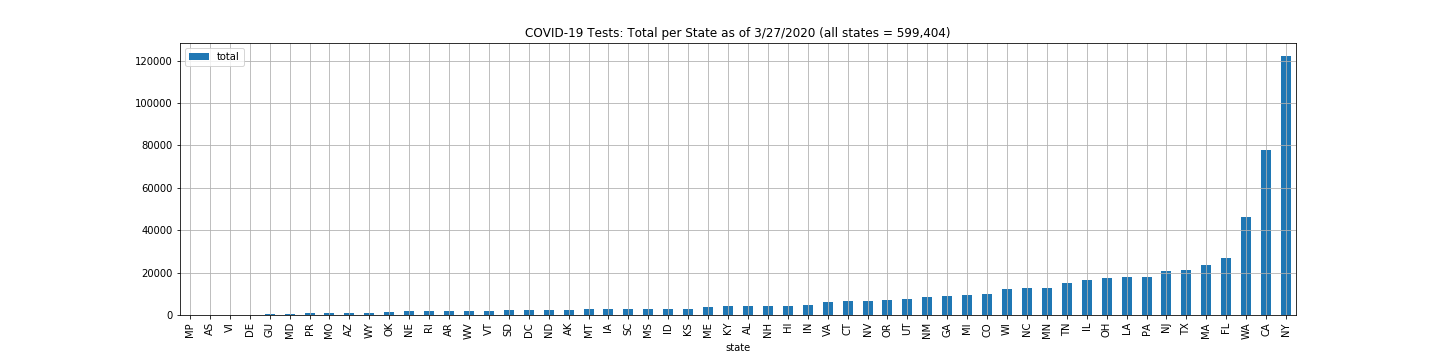 COVID-19 Tests: Total per State as of 3/27/2020 (all states = 599,404)
total
120000
100000
80000
60000
40000
20000
0
MP AS VI DE GU MD PR MO AZ WY OK NE RI AR WV VT SD DC ND AK MT IA SC MS ID KS ME KY AL NH HI IN VA CT NV OR UT NM GA MI CO WI NC MN TN IL OH LA PA NJ TX MA FL WA CA NY
state